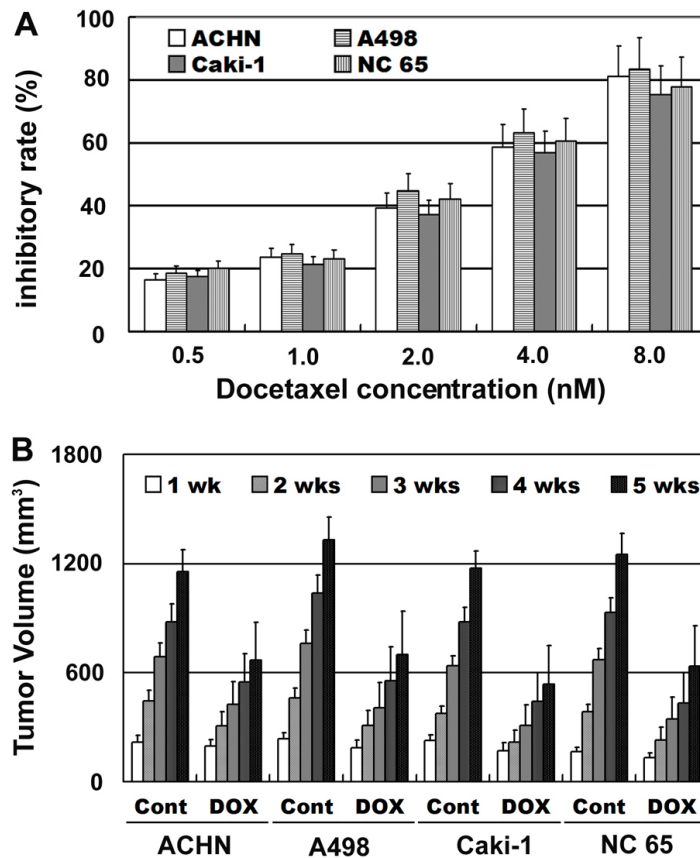 A
inhibitory rate (%)
100
80
60
40
20
0
ACHN
A498
Caki-1
NC 65
0.5
1.0
2.0
4.0
8.0
Docetaxel concentration (nM)
B
Tumor Volume (mm³)
1800
1200
600
0
1 wk
2 wks
3 wks
4 wks
5 wks
Cont
DOX
Cont
DOX
Cont
DOX
Cont
DOX
ACHN
A498
Caki-1
NC 65